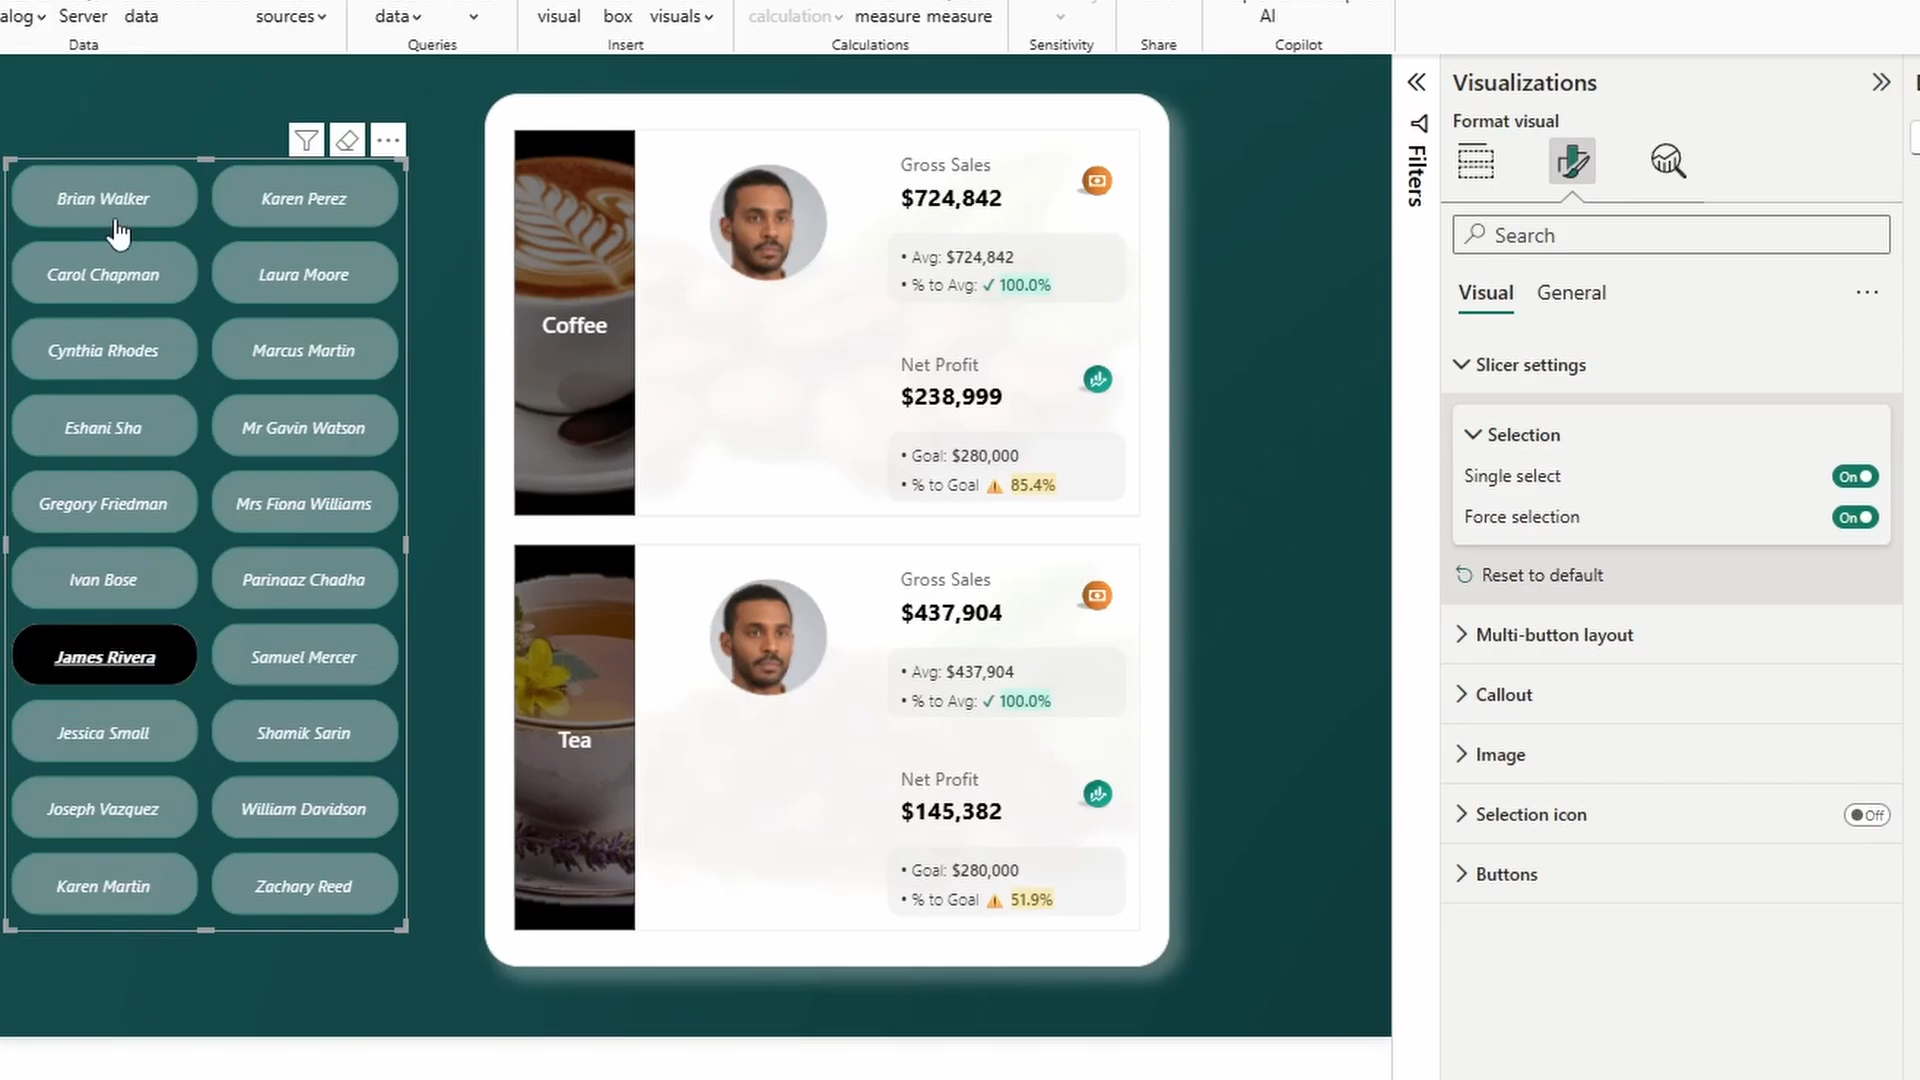 alog Server data sources data visual box visuals calculation measure measure AI
Data Queries Insert Calculations Sensitivity Share Copilot
Brian Walker
Karen Perez
Carol Chapman
Laura Moore
Cynthia Rhodes
Marcus Martin
Eshani Sha
Mr Gavin Watson
Gregory Friedman
Mrs Fiona Williams
Ivan Bose
Parinaaz Chadha
James Rivera
Samuel Mercer
Jessica Small
Shamik Sarin
Joseph Vazquez
William Davidson
Karen Martin
Zachary Reed
Coffee
Gross Sales
$724,842
• Avg: $724,842
• % to Avg: ✓ 100.0%
Net Profit
$238,999
• Goal: $280,000
• % to Goal ⚠ 85.4%
Tea
Gross Sales
$437,904
• Avg: $437,904
• % to Avg: ✓ 100.0%
Net Profit
$145,382
• Goal: $280,000
• % to Goal ⚠ 51.9%
Filters
Visualizations
Format visual
Search
Visual General
Slicer settings
Selection
Single select On
Force selection On
Reset to default
Multi-button layout
Callout
Image
Selection icon Off
Buttons